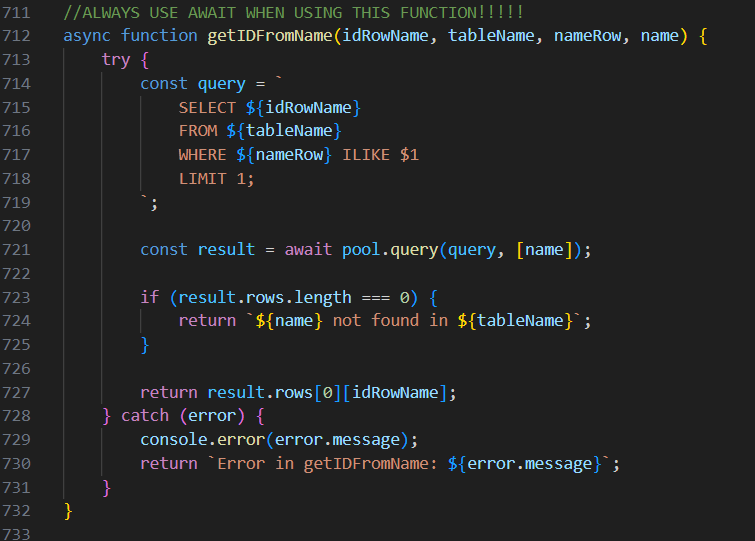 711 //ALWAYS USE AWAIT WHEN USING THIS FUNCTION!!!!!
712 async function getIDFromName(idRowName, tableName, nameRow, name) {
713     try {
714         const query = `
715             SELECT ${idRowName}
716             FROM ${tableName}
717             WHERE ${nameRow} ILIKE $1
718             LIMIT 1;
719         `;
720
721         const result = await pool.query(query, [name]);
722
723         if (result.rows.length === 0) {
724             return `${name} not found in ${tableName}`;
725         }
726
727         return result.rows[0][idRowName];
728     } catch (error) {
729         console.error(error.message);
730         return `Error in getIDFromName: ${error.message}`;
731     }
732 }
733